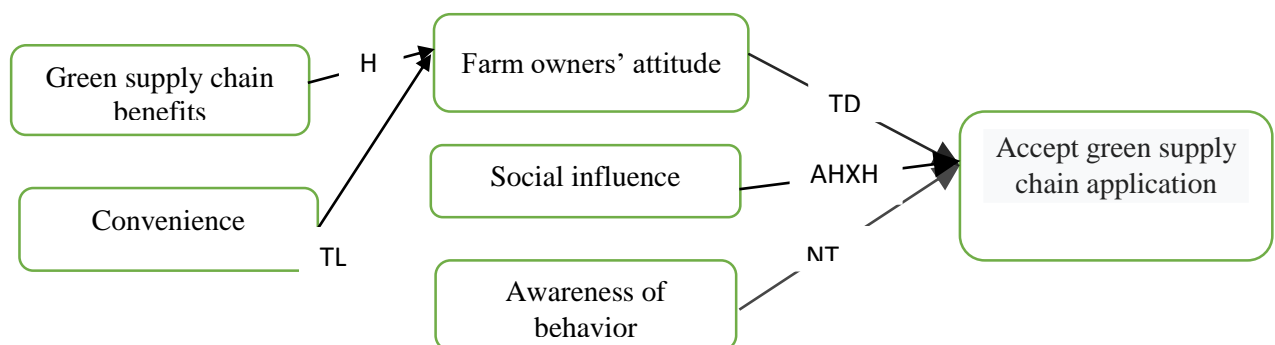 Green supply chain
benefits
H
Farm owners’ attitude
TD
Convenience
TL
Social influence
AHXH
Accept green supply
chain application
NT
Awareness of
behavior